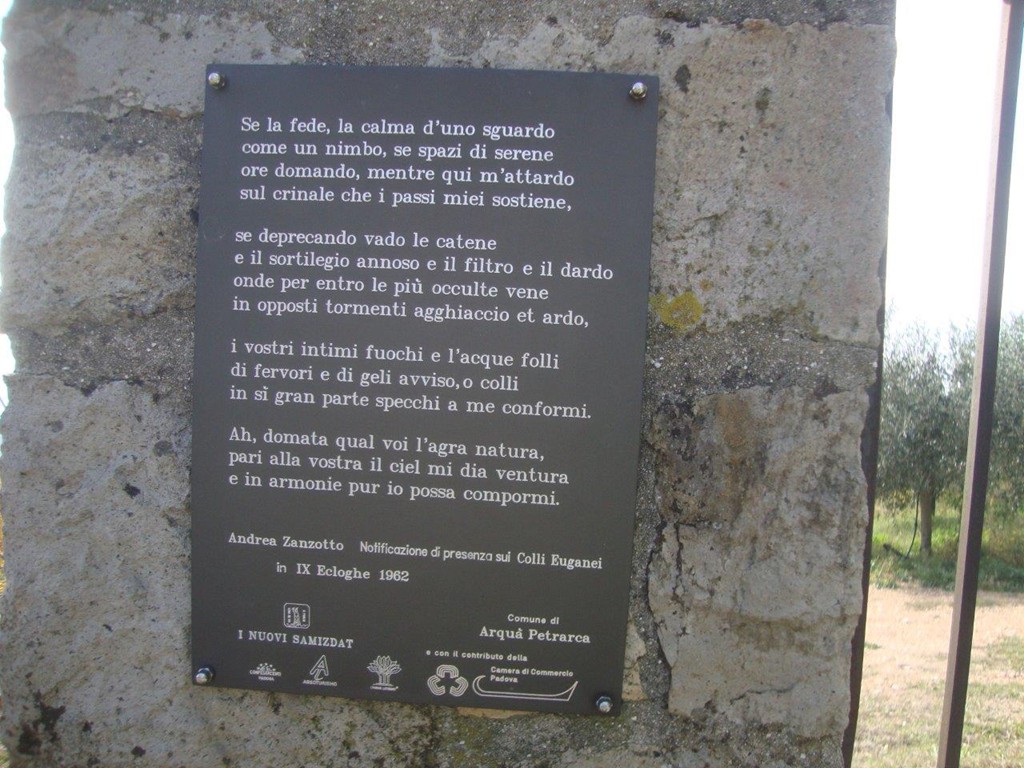 Se la fede, la calma d'uno sguardo
come un nimbo, se spazi di serene
ore domando, mentre qui m'attardo
sul crinale che i passi miei sostiene,
se deprecando vado le catene
e il sortilegio annoso e il filtro e il dardo
onde per entro le più occulte vene
in opposti tormenti agghiaccio et ardo,
i vostri intimi fuochi e l'acque folli
di fervori e di geli avviso, o colli
in sì gran parte specchi a me conformi.
Ah, domata qual voi l'agra natura,
pari alla vostra il ciel mi dia ventura
e in armonie pur io possa compormi.
Andrea Zanzotto Notificazione di presenza sui Colli Euganei
in IX Ecloghe 1962
I NUOVI SAMIZDAT
Comune di
Arquà Petrarca
e con il contributo della
Camera di Commercio
Padova